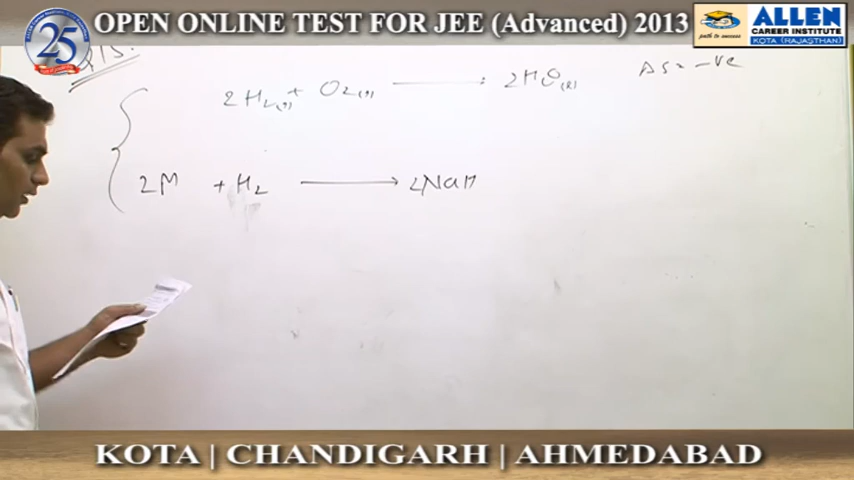 OPEN ONLINE TEST FOR JEE (Advanced) 2013
25
path to success
ALLEN
CAREER INSTITUTE
KOTA (RAJASTHAN)
2H₂(g) + O₂(g) → 2H₂O(l)
ΔS = -ve
2M + H₂ → 2NaH
KOTA | CHANDIGARH | AHMEDABAD